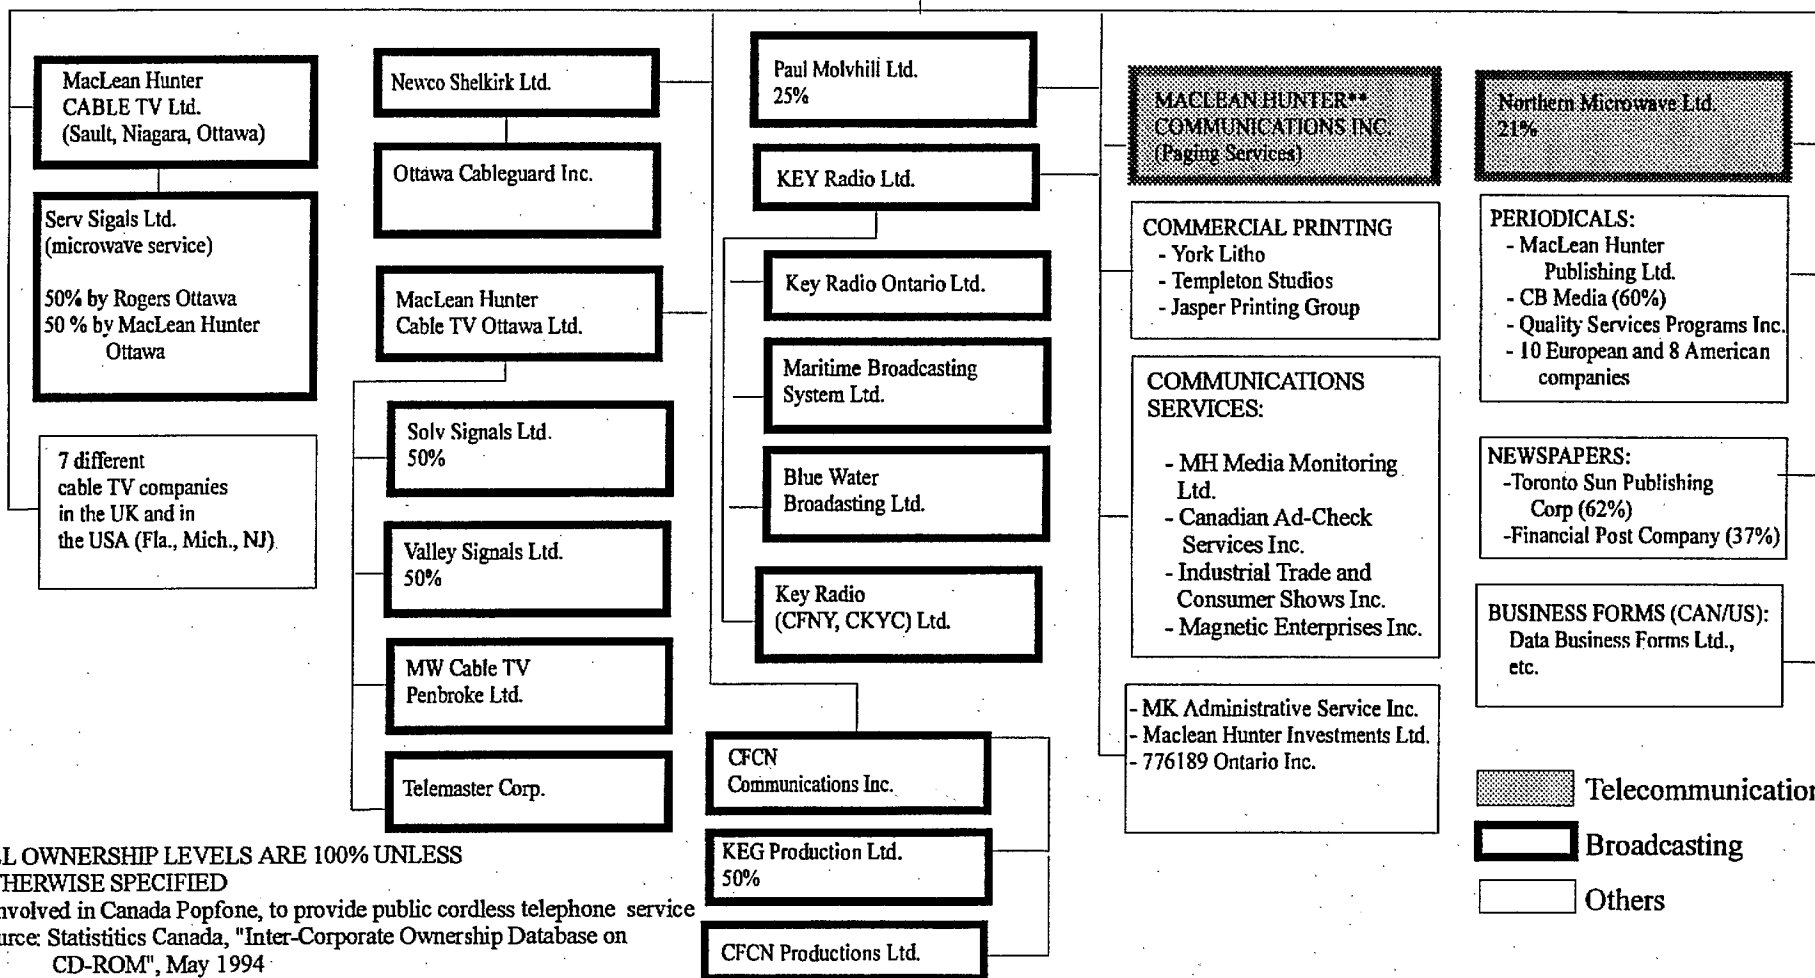 MacLean Hunter
CABLE TV Ltd.
(Sault, Niagara, Ottawa)
Serv Sigals Ltd.
(microwave service)
50% by Rogers Ottawa
50 % by MacLean Hunter
Ottawa
7 different
cable TV companies
in the UK and in
the USA (Fla., Mich., NJ)
Newco Shelkirk Ltd.
Ottawa Cableguard Inc.
MacLean Hunter
Cable TV Ottawa Ltd.
Solv Signals Ltd.
50%
Valley Signals Ltd.
50%
MW Cable TV
Penbroke Ltd.
Telemaster Corp.
Paul Molvhill Ltd.
25%
KEY Radio Ltd.
Key Radio Ontario Ltd.
Maritime Broadcasting
System Ltd.
Blue Water
Broadasting Ltd.
Key Radio
(CFNY, CKYC) Ltd.
CFCN
Communications Inc.
KEG Production Ltd.
50%
CFCN Productions Ltd.
MACLEAN HUNTER**
COMMUNICATIONS INC.
(Paging Services)
COMMERCIAL PRINTING
- York Litho
- Templeton Studios
- Jasper Printing Group
COMMUNICATIONS
SERVICES:
- MH Media Monitoring
Ltd.
- Canadian Ad-Check
Services Inc.
- Industrial Trade and
Consumer Shows Inc.
- Magnetic Enterprises Inc.
- MK Administrative Service Inc.
- Maclean Hunter Investments Ltd.
- 776189 Ontario Inc.
Northern Microwave Ltd.
21%
PERIODICALS:
- MacLean Hunter
Publishing Ltd.
- CB Media (60%)
- Quality Services Programs Inc.
- 10 European and 8 American
companies
NEWSPAPERS:
-Toronto Sun Publishing
Corp (62%)
-Financial Post Company (37%)
BUSINESS FORMS (CAN/US):
Data Business Forms Ltd.,
etc.
Telecommunication
Broadcasting
Others
LL OWNERSHIP LEVELS ARE 100% UNLESS
THERWISE SPECIFIED
nvolved in Canada Popfone, to provide public cordless telephone service
urce: Statistitics Canada, "Inter-Corporate Ownership Database on
CD-ROM", May 1994